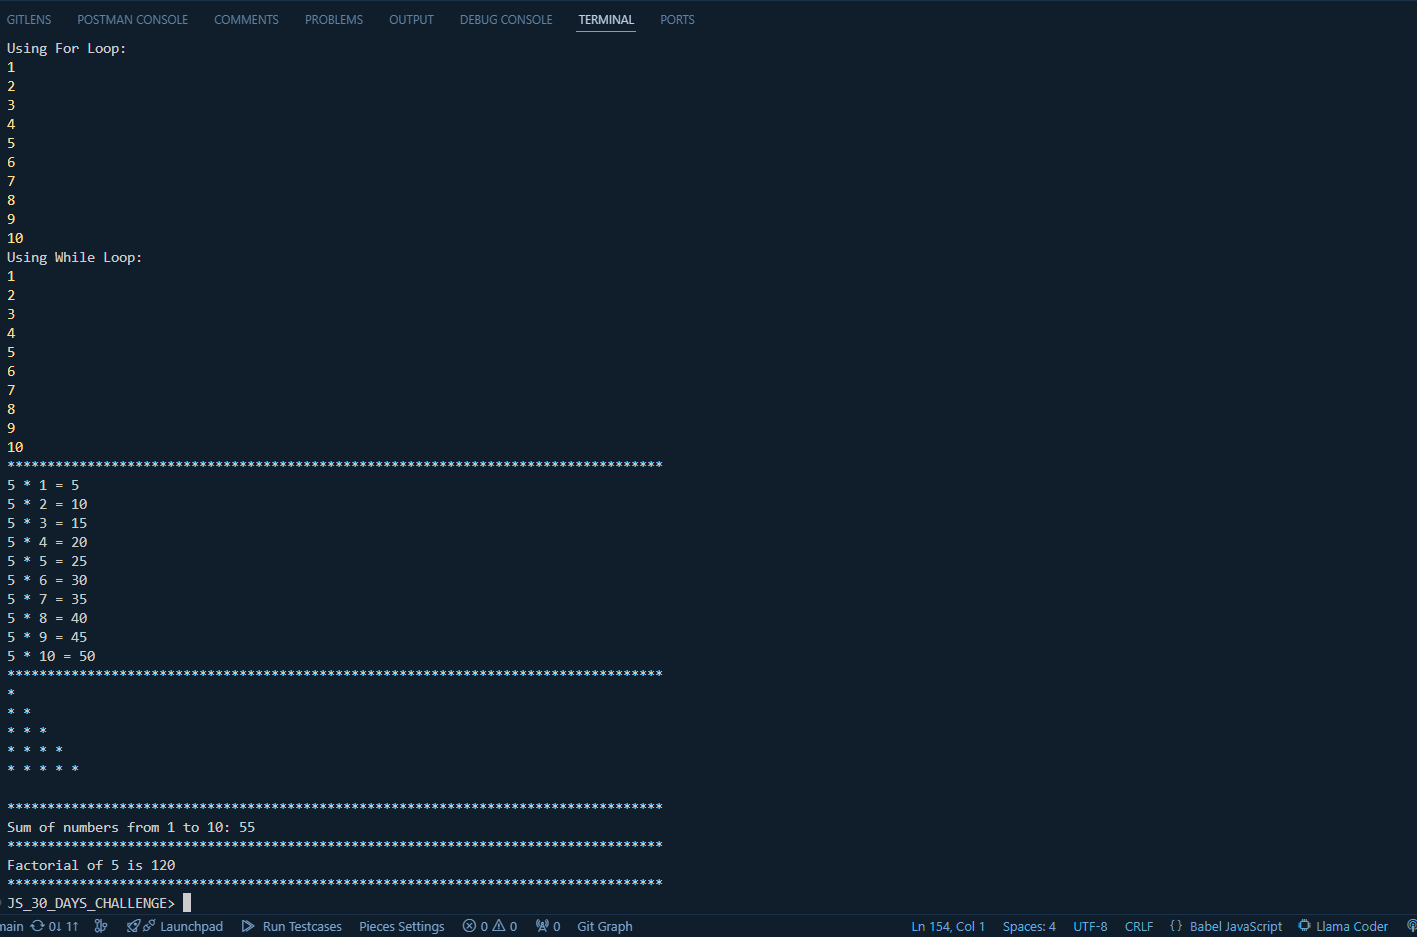 GITLENS POSTMAN CONSOLE COMMENTS PROBLEMS OUTPUT DEBUG CONSOLE TERMINAL PORTS
Using For Loop:
1
2
3
4
5
6
7
8
9
10
Using While Loop:
1
2
3
4
5
6
7
8
9
10
**********************************************************************************
5 * 1 = 5
5 * 2 = 10
5 * 3 = 15
5 * 4 = 20
5 * 5 = 25
5 * 6 = 30
5 * 7 = 35
5 * 8 = 40
5 * 9 = 45
5 * 10 = 50
**********************************************************************************
*
* *
* * *
* * * *
* * * * *
**********************************************************************************
Sum of numbers from 1 to 10: 55
**********************************************************************************
Factorial of 5 is 120
**********************************************************************************
JS_30_DAYS_CHALLENGE>
main 0↓ 1↑ Launchpad Run Testcases Pieces Settings 0 0 0 Git Graph Ln 154, Col 1 Spaces: 4 UTF-8 CRLF {} Babel JavaScript Llama Coder